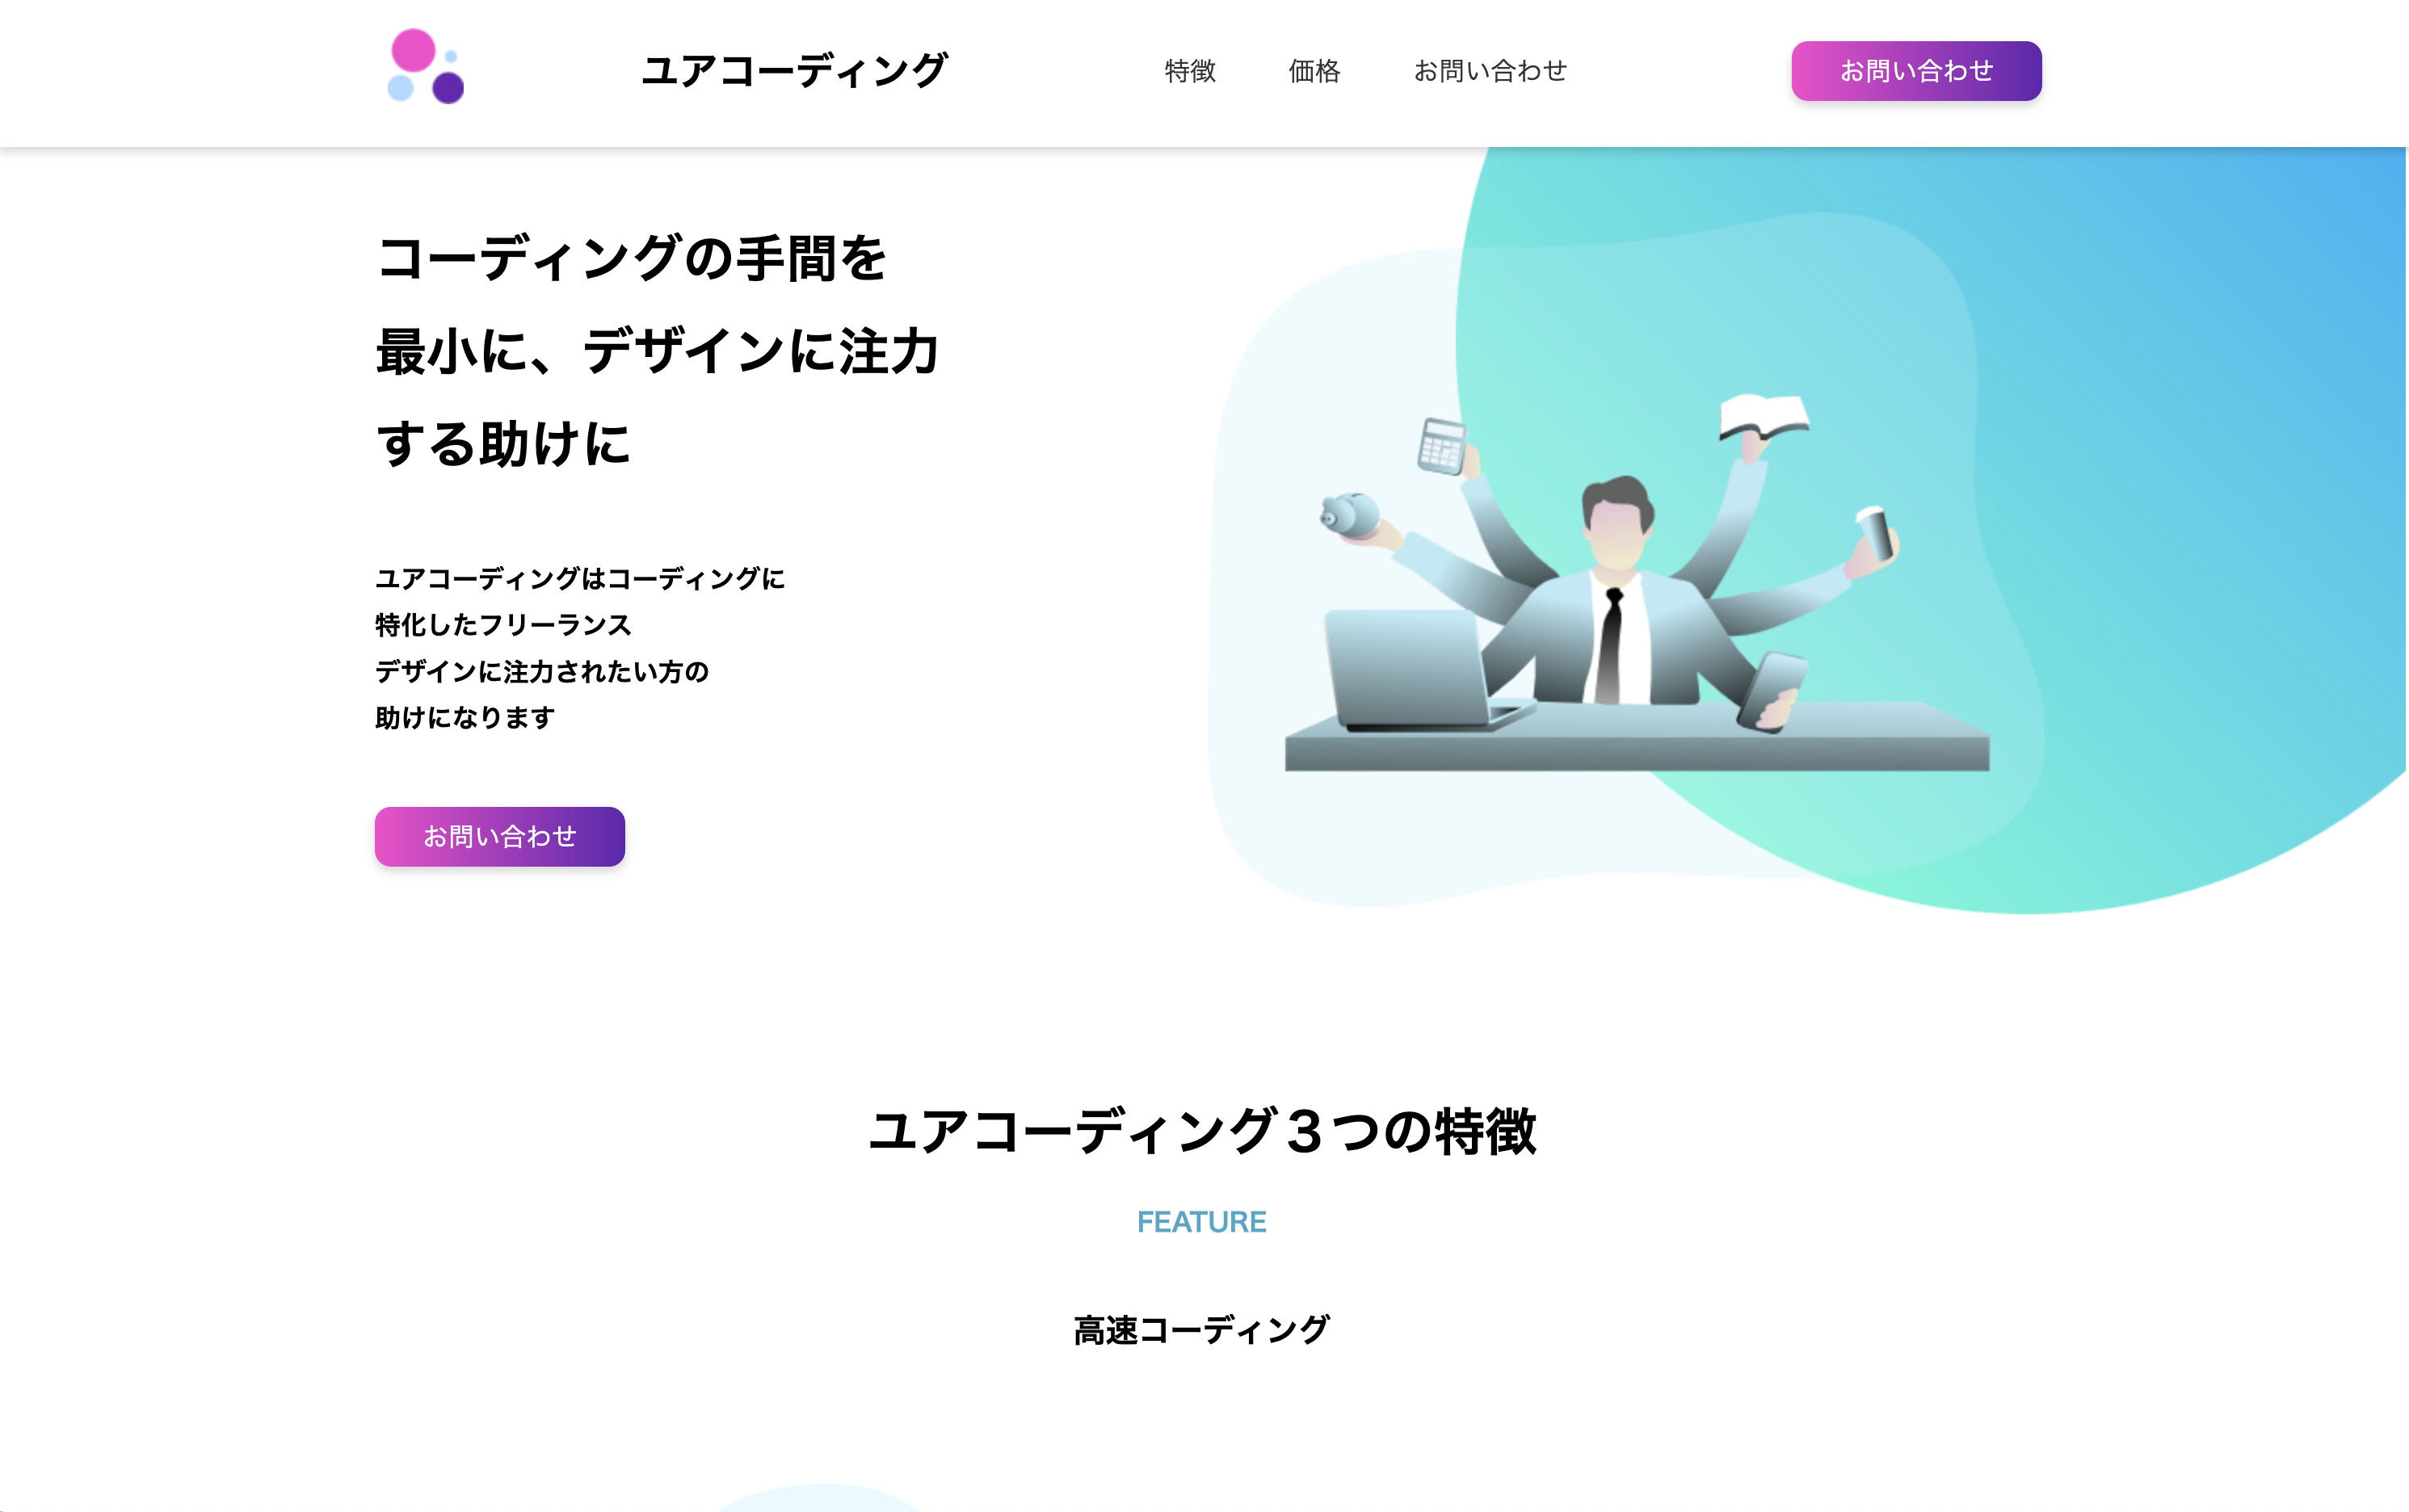 ユアコーディング
特徴
価格
お問い合わせ
お問い合わせ
コーディングの手間を
最小に、デザインに注力
する助けに
ユアコーディングはコーディングに
特化したフリーランス
デザインに注力されたい方の
助けになります
お問い合わせ
ユアコーディング３つの特徴
FEATURE
高速コーディング